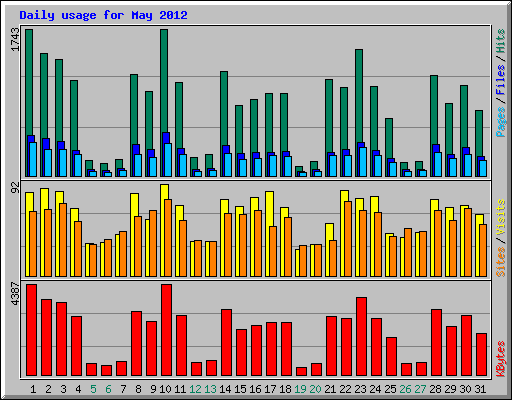 Daily usage for May 2012
1743
Pages / Files / Hits
92
Sites / Visits
4387
KBytes
1 2 3 4 5 6 7 8 9 10 11 12 13 14 15 16 17 18 19 20 21 22 23 24 25 26 27 28 29 30 31